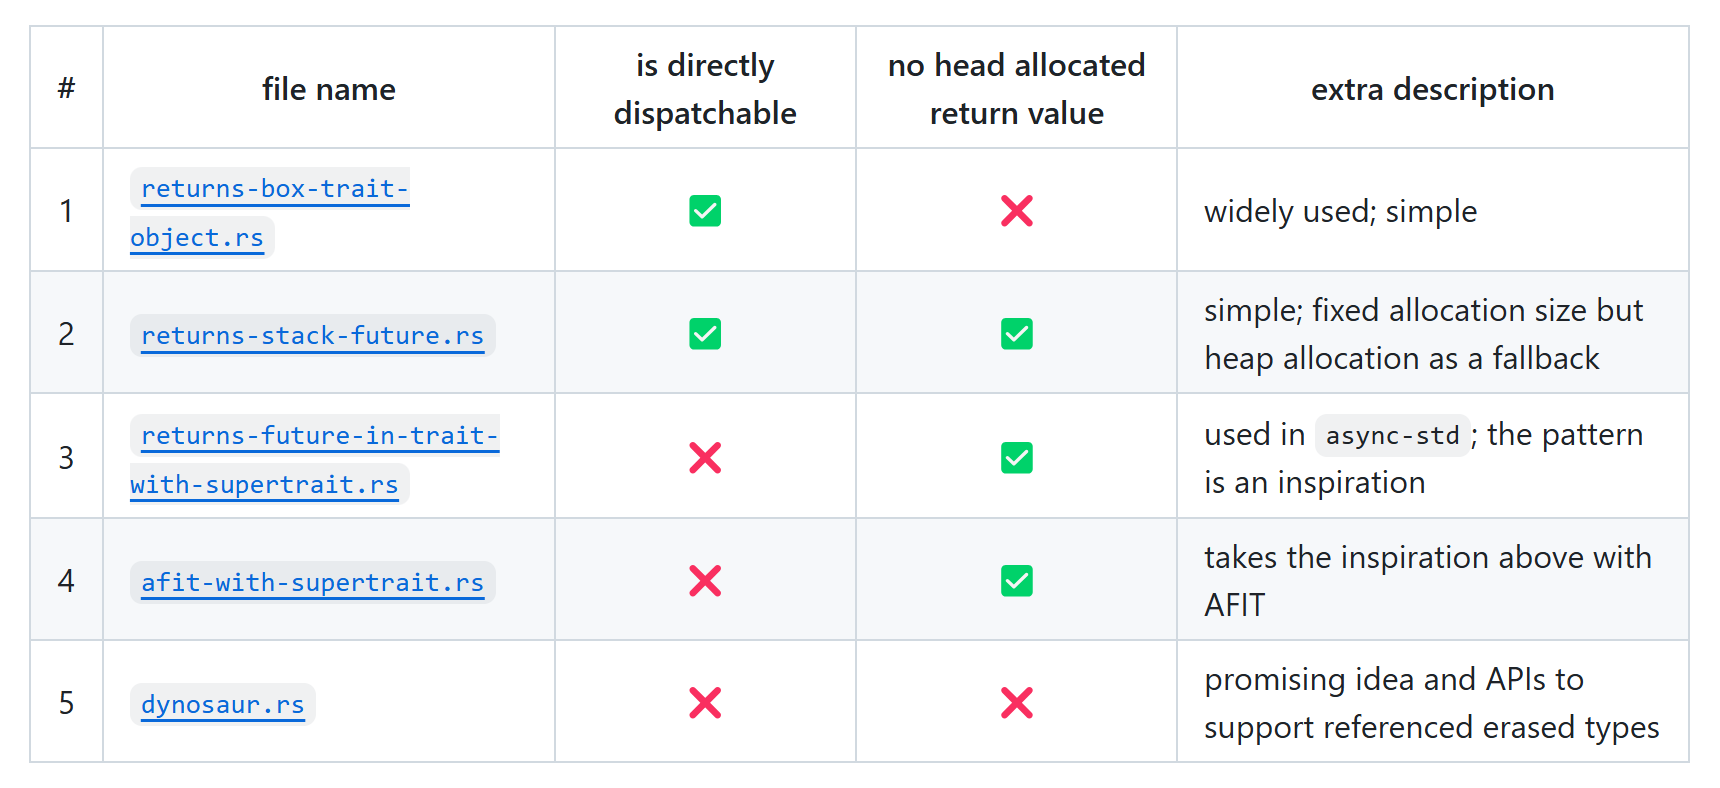 #
file name
is directly
dispatchable
no head allocated
return value
extra description
1
returns-box-trait-
object.rs
✅
❌
widely used; simple
2
returns-stack-future.rs
✅
✅
simple; fixed allocation size but
heap allocation as a fallback
3
returns-future-in-trait-
with-supertrait.rs
❌
✅
used in async-std; the pattern
is an inspiration
4
afit-with-supertrait.rs
❌
✅
takes the inspiration above with
AFIT
5
dynosaur.rs
❌
❌
promising idea and APIs to
support referenced erased types